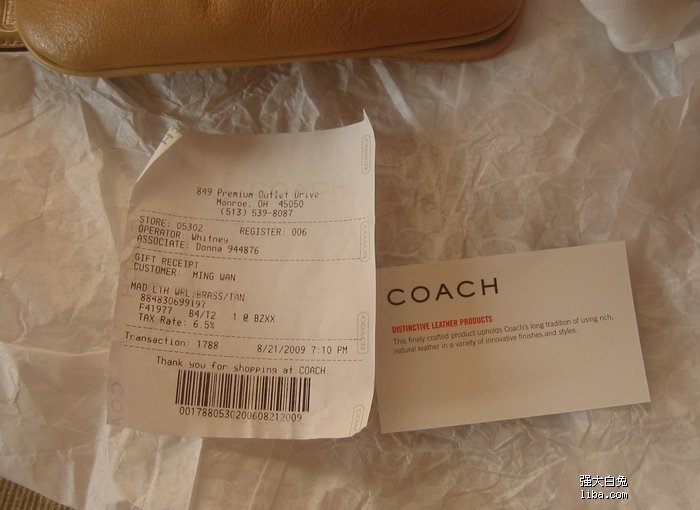 849 Premium Outlet Drive
Monroe, OH 45050
(513) 539-8087
STORE: 05302 REGISTER: 006
OPERATOR: Whitney
ASSOCIATE: Donna 944876
GIFT RECEIPT
CUSTOMER: MING WAN
MAD LTH WRL:BRASS/TAN
884830699197
F41977 B4/T2 1 @ BZXX
TAX Rate: 6.5%
Transaction: 1788 8/21/2009 7:10 PM
Thank you for shopping at COACH.
0017880530200608212009
COACH
DISTINCTIVE LEATHER PRODUCTS
This finely crafted product upholds Coach's long tradition of using rich,
natural leather in a variety of innovative finishes and styles.
强大白兔
liba.com